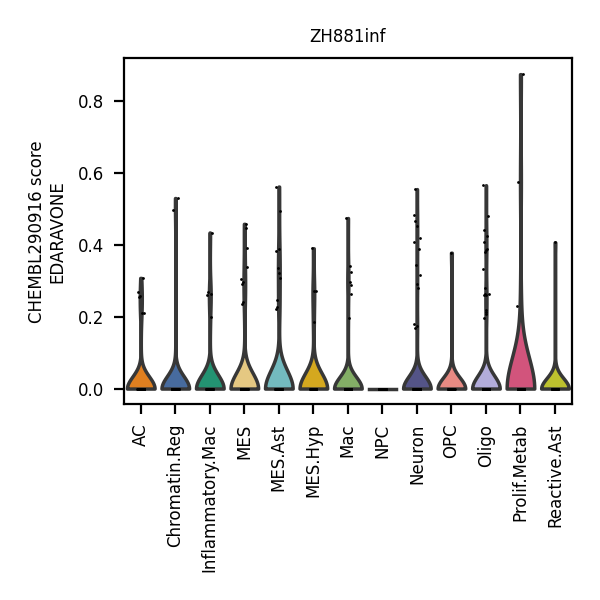 ZH881inf
CHEMBL290916 score
EDARAVONE
0.8
0.6
0.4
0.2
0.0
AC
Chromatin.Reg
Inflammatory.Mac
MES
MES.Ast
MES.Hyp
Mac
NPC
Neuron
OPC
Oligo
Prolif.Metab
Reactive.Ast